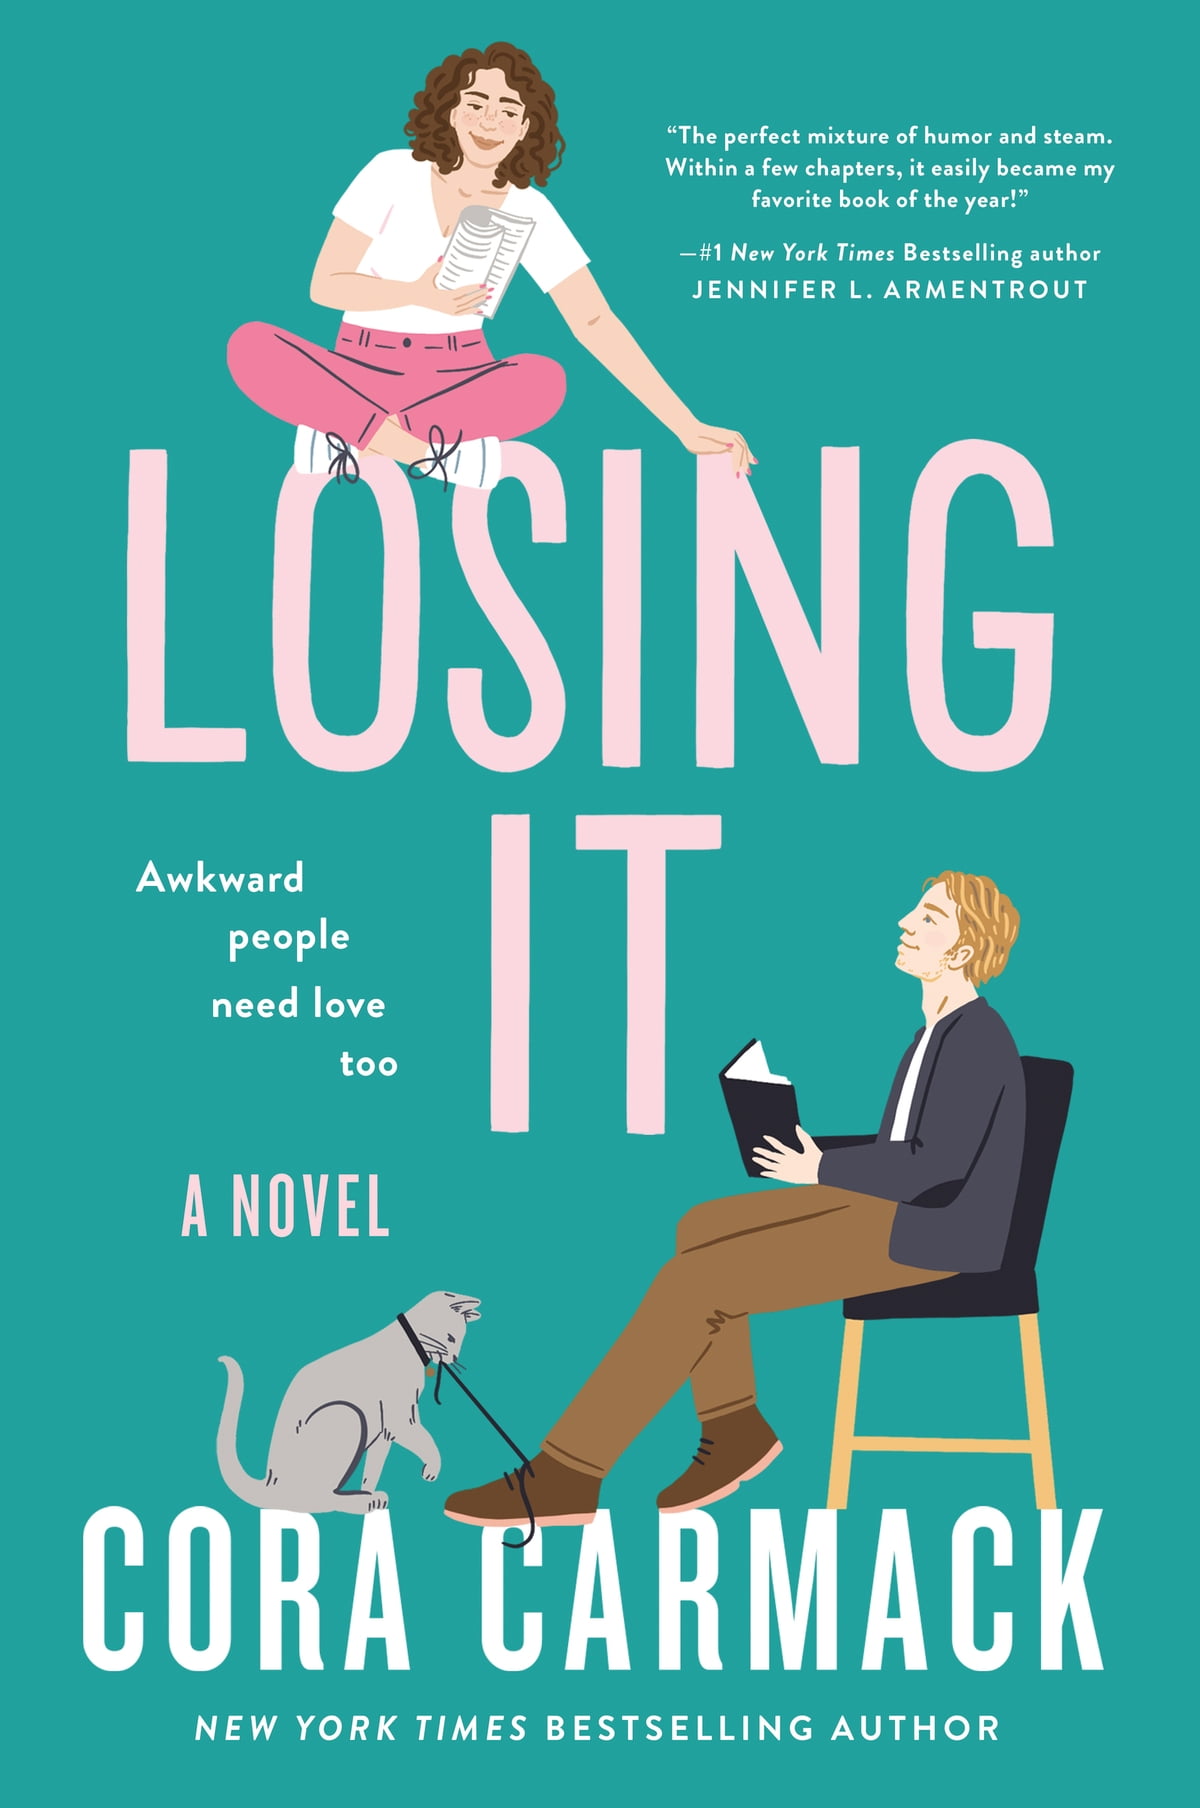 “The perfect mixture of humor and steam.
Within a few chapters, it easily became my
favorite book of the year!”
—#1 New York Times Bestselling author
JENNIFER L. ARMENTROUT
LOSING
IT
Awkward
people
need love
too
A NOVEL
CORA CARMACK
NEW YORK TIMES BESTSELLING AUTHOR